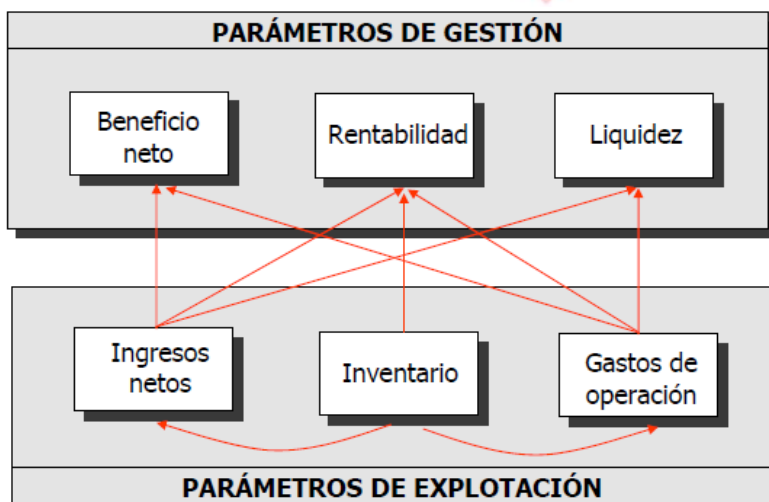 PARÁMETROS DE GESTIÓN
Beneficio
neto
Rentabilidad
Liquidez
Ingresos
netos
Inventario
Gastos de
operación
PARÁMETROS DE EXPLOTACIÓN